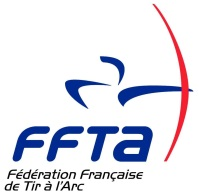 FFTA
Fédération Française
de Tir à l'Arc